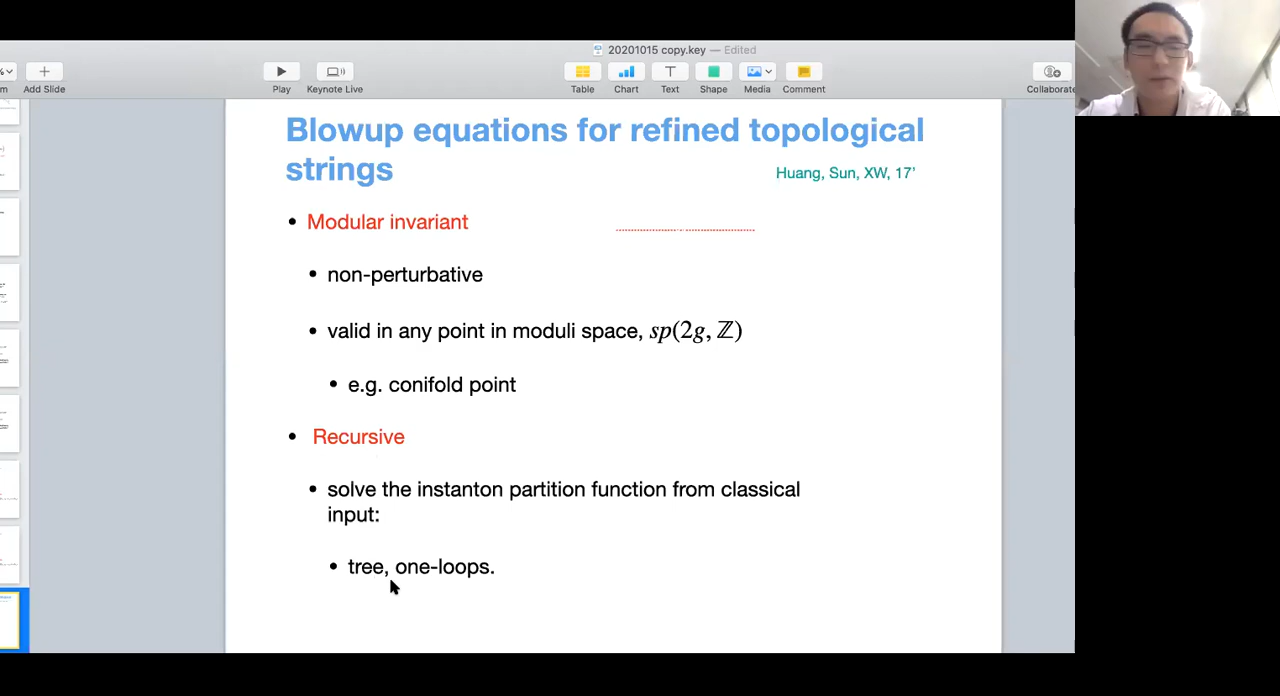 20201015 copy.key — Edited
Add Slide
Play
Keynote Live
Table
Chart
Text
Shape
Media
Comment
Collaborate
Blowup equations for refined topological
strings
Huang, Sun, XW, 17’
• Modular invariant
• non-perturbative
• valid in any point in moduli space, sp(2g, ℤ)
• e.g. conifold point
• Recursive
• solve the instanton partition function from classical
input:
• tree, one-loops.